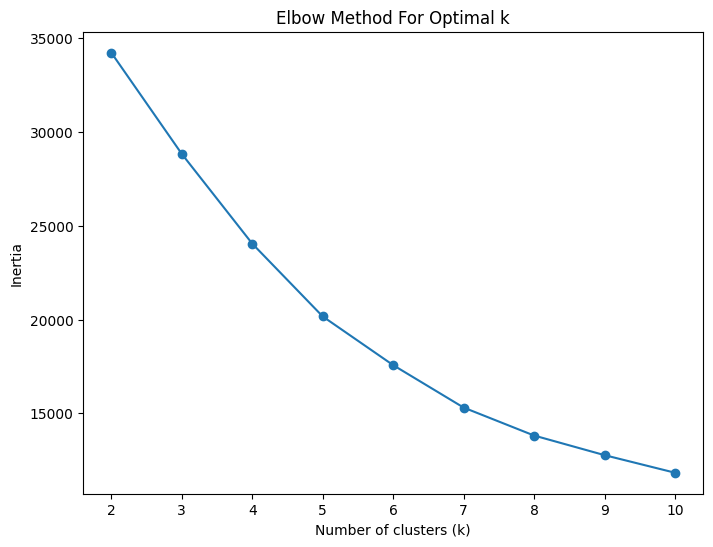 Elbow Method For Optimal k
35000
30000
25000
20000
15000
Inertia
2 3 4 5 6 7 8 9 10
Number of clusters (k)